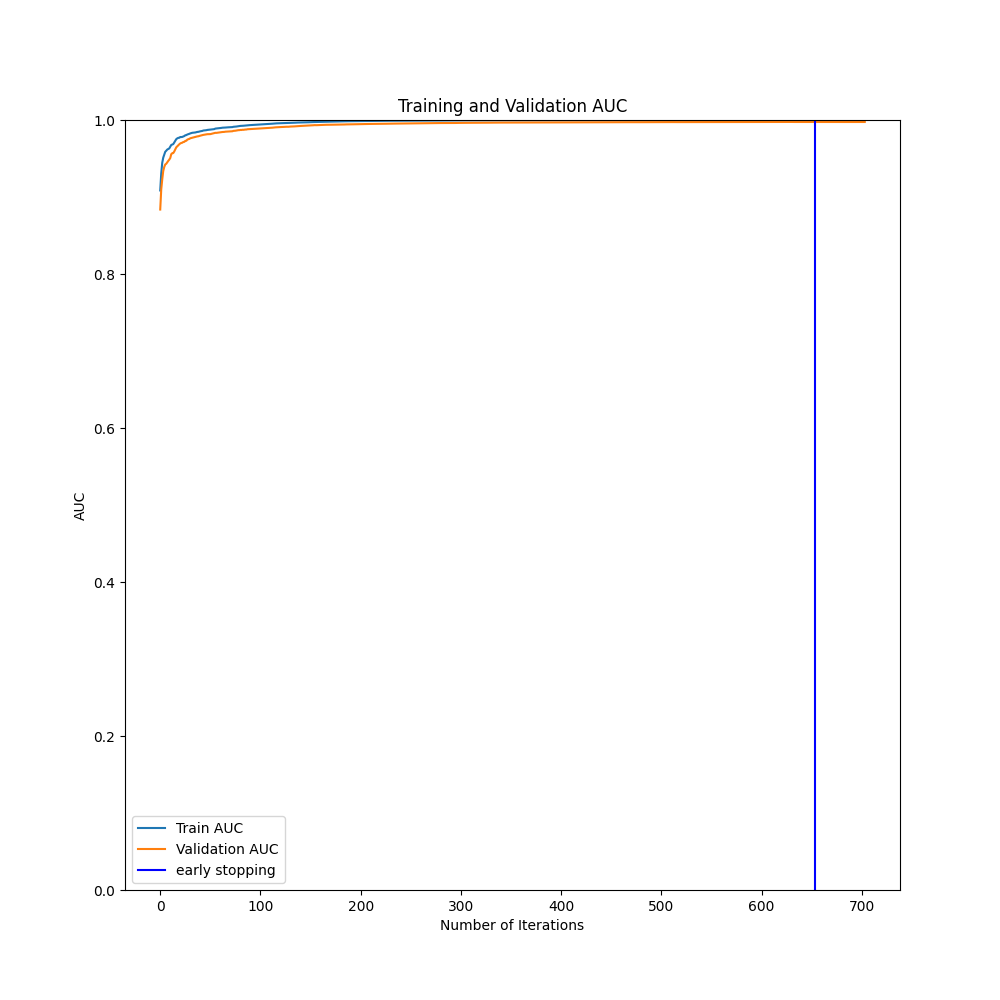 Training and Validation AUC
1.0
0.8
0.6
0.4
0.2
0.0
AUC
Train AUC
Validation AUC
early stopping
0 100 200 300 400 500 600 700
Number of Iterations